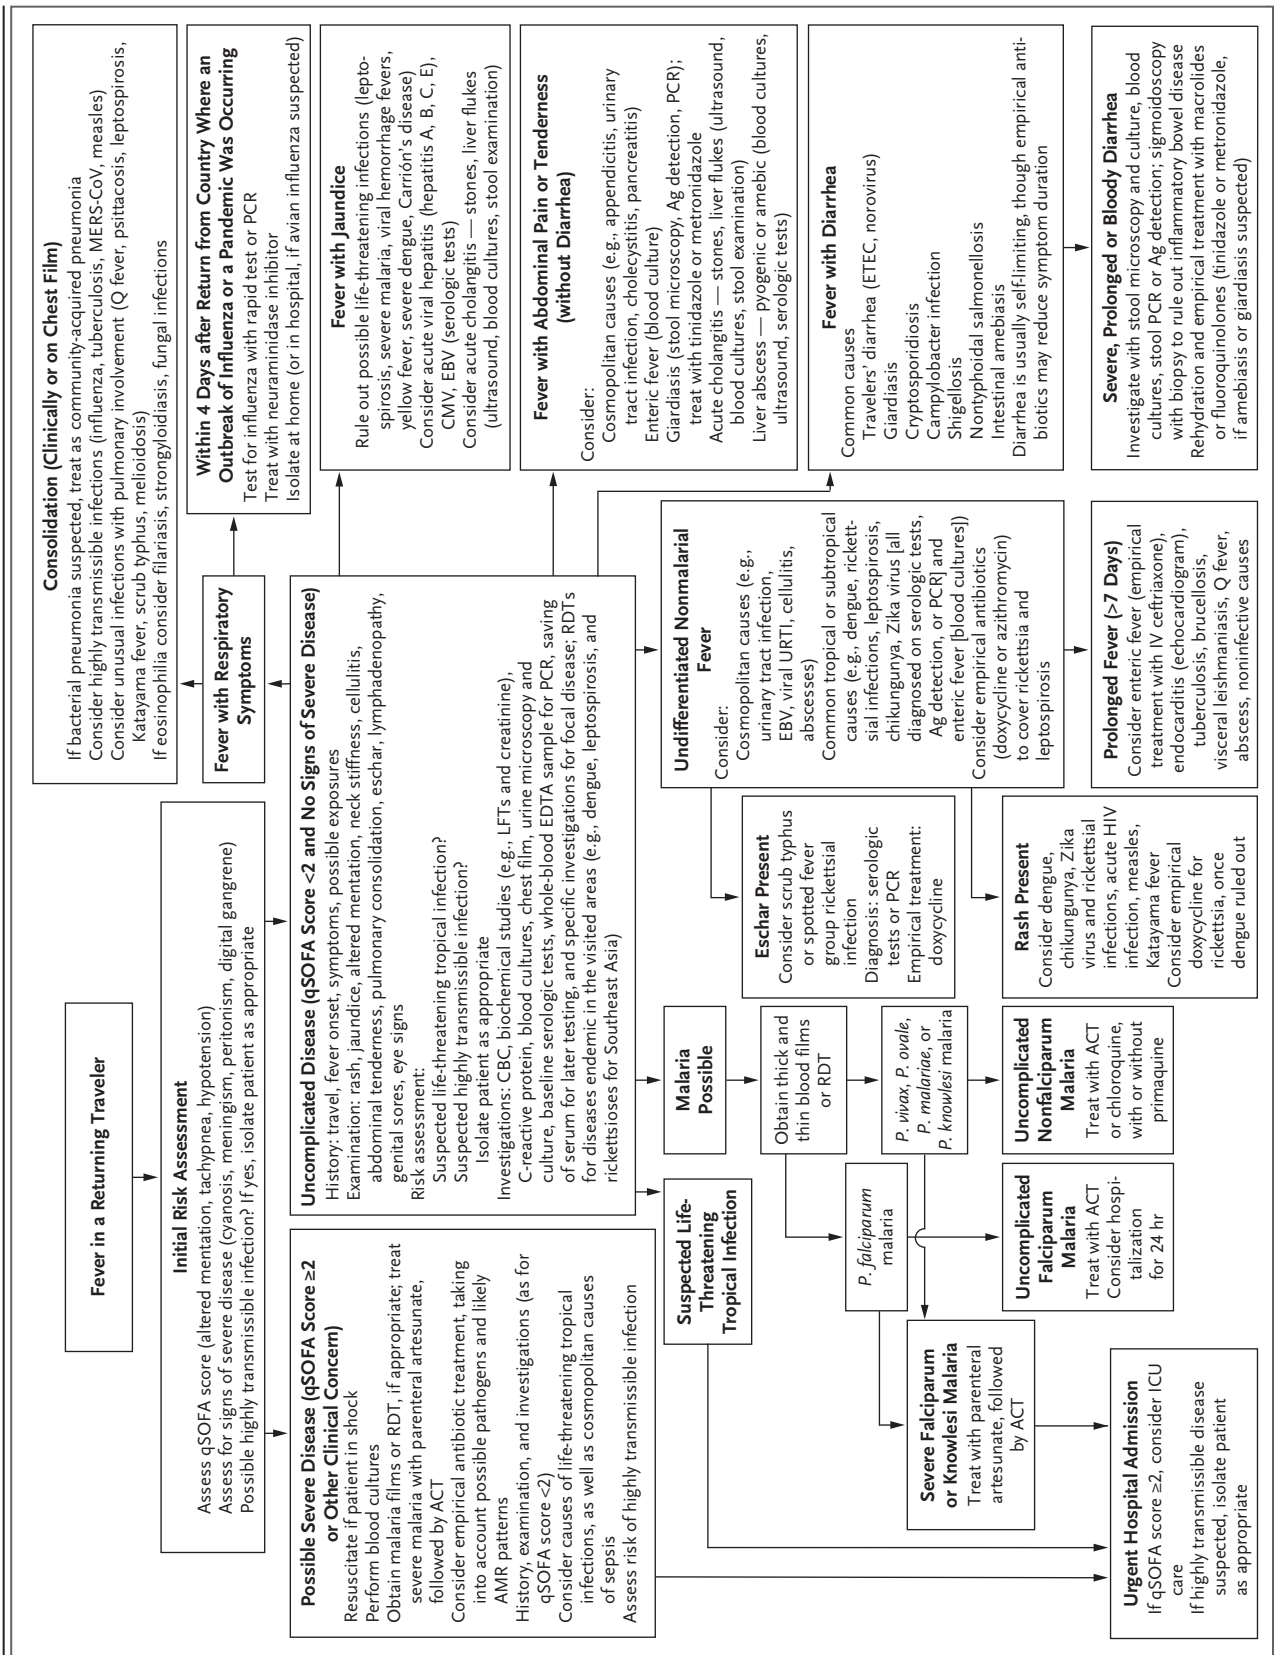 Fever in a Returning Traveler
Initial Risk Assessment
Assess qSOFA score (altered mentation, tachypnea, hypotension)
Assess for signs of severe disease (cyanosis, meningism, peritonism, digital gangrene)
Possible highly transmissible infection? If yes, isolate patient as appropriate
Possible Severe Disease (qSOFA Score ≥2
or Other Clinical Concern)
Resuscitate if patient in shock
Perform blood cultures
Obtain malaria films or RDT, if appropriate; treat
severe malaria with parenteral artesunate,
followed by ACT
Consider empirical antibiotic treatment, taking
into account possible pathogens and likely
AMR patterns
History, examination, and investigations (as for
qSOFA score <2)
Consider causes of life-threatening tropical
infections, as well as cosmopolitan causes
of sepsis
Assess risk of highly transmissible infection
Uncomplicated Disease (qSOFA Score <2 and No Signs of Severe Disease)
History: travel, fever onset, symptoms, possible exposures
Examination: rash, jaundice, altered mentation, neck stiffness, cellulitis,
abdominal tenderness, pulmonary consolidation, eschar, lymphadenopathy,
genital sores, eye signs
Risk assessment:
Suspected life-threatening tropical infection?
Suspected highly transmissible infection?
Isolate patient as appropriate
Investigations: CBC, biochemical studies (e.g., LFTs and creatinine),
C-reactive protein, blood cultures, chest film, urine microscopy and
culture, baseline serologic tests, whole-blood EDTA sample for PCR, saving
of serum for later testing, and specific investigations for focal disease; RDTs
for diseases endemic in the visited areas (e.g., dengue, leptospirosis, and
rickettsioses for Southeast Asia)
Fever with Respiratory
Symptoms
Consolidation (Clinically or on Chest Film)
If bacterial pneumonia suspected, treat as community-acquired pneumonia
Consider highly transmissible infections (influenza, tuberculosis, MERS-CoV, measles)
Consider unusual infections with pulmonary involvement (Q fever, psittacosis, leptospirosis,
Katayama fever, scrub typhus, melioidosis)
If eosinophilia consider filariasis, strongyloidiasis, fungal infections
Within 4 Days after Return from Country Where an
Outbreak of Influenza or a Pandemic Was Occurring
Test for influenza with rapid test or PCR
Treat with neuraminidase inhibitor
Isolate at home (or in hospital, if avian influenza suspected)
Fever with Jaundice
Rule out possible life-threatening infections (lepto-
spirosis, severe malaria, viral hemorrhage fevers,
yellow fever, severe dengue, Carrión's disease)
Consider acute viral hepatitis (hepatitis A, B, C, E),
CMV, EBV (serologic tests)
Consider acute cholangitis — stones, liver flukes
(ultrasound, blood cultures, stool examination)
Fever with Abdominal Pain or Tenderness
(without Diarrhea)
Consider:
Cosmopolitan causes (e.g., appendicitis, urinary
tract infection, cholecystitis, pancreatitis)
Enteric fever (blood culture)
Giardiasis (stool microscopy, Ag detection, PCR);
treat with tinidazole or metronidazole
Acute cholangitis — stones, liver flukes (ultrasound,
blood cultures, stool examination)
Liver abscess — pyogenic or amebic (blood cultures,
ultrasound, serologic tests)
Fever with Diarrhea
Common causes
Travelers' diarrhea (ETEC, norovirus)
Giardiasis
Cryptosporidiosis
Campylobacter infection
Shigellosis
Nontyphoidal salmonellosis
Intestinal amebiasis
Diarrhea is usually self-limiting, though empirical anti-
biotics may reduce symptom duration
Severe, Prolonged or Bloody Diarrhea
Investigate with stool microscopy and culture, blood
cultures, stool PCR or Ag detection; sigmoidoscopy
with biopsy to rule out inflammatory bowel disease
Rehydration and empirical treatment with macrolides
or fluoroquinolones (tinidazole or metronidazole,
if amebiasis or giardiasis suspected)
Undifferentiated Nonmalarial
Fever
Consider:
Cosmopolitan causes (e.g.,
urinary tract infection,
EBV, viral URTI, cellulitis,
abscesses)
Common tropical or subtropical
causes (e.g., dengue, rickett-
sial infections, leptospirosis,
chikungunya, Zika virus [all
diagnosed on serologic tests,
Ag detection, or PCR] and
enteric fever [blood cultures])
Consider empirical antibiotics
(doxycycline or azithromycin)
to cover rickettsia and
leptospirosis
Prolonged Fever (>7 Days)
Consider enteric fever (empirical
treatment with IV ceftriaxone),
endocarditis (echocardiogram),
tuberculosis, brucellosis,
visceral leishmaniasis, Q fever,
abscess, noninfective causes
Eschar Present
Consider scrub typhus
or spotted fever
group rickettsial
infection
Diagnosis: serologic
tests or PCR
Empirical treatment:
doxycycline
Rash Present
Consider dengue,
chikungunya, Zika
virus and rickettsial
infections, acute HIV
infection, measles,
Katayama fever
Consider empirical
doxycycline for
rickettsia, once
dengue ruled out
Malaria
Possible
Obtain thick and
thin blood films
or RDT
P. vivax, P. ovale,
P. malariae, or
P. knowlesi malaria
Uncomplicated
Nonfalciparum
Malaria
Treat with ACT
or chloroquine,
with or without
primaquine
P. falciparum
malaria
Uncomplicated
Falciparum
Malaria
Treat with ACT
Consider hospi-
talization
for 24 hr
Suspected Life-
Threatening
Tropical Infection
Severe Falciparum
or Knowlesi Malaria
Treat with parenteral
artesunate, followed
by ACT
Urgent Hospital Admission
If qSOFA score ≥2, consider ICU
care
If highly transmissible disease
suspected, isolate patient
as appropriate